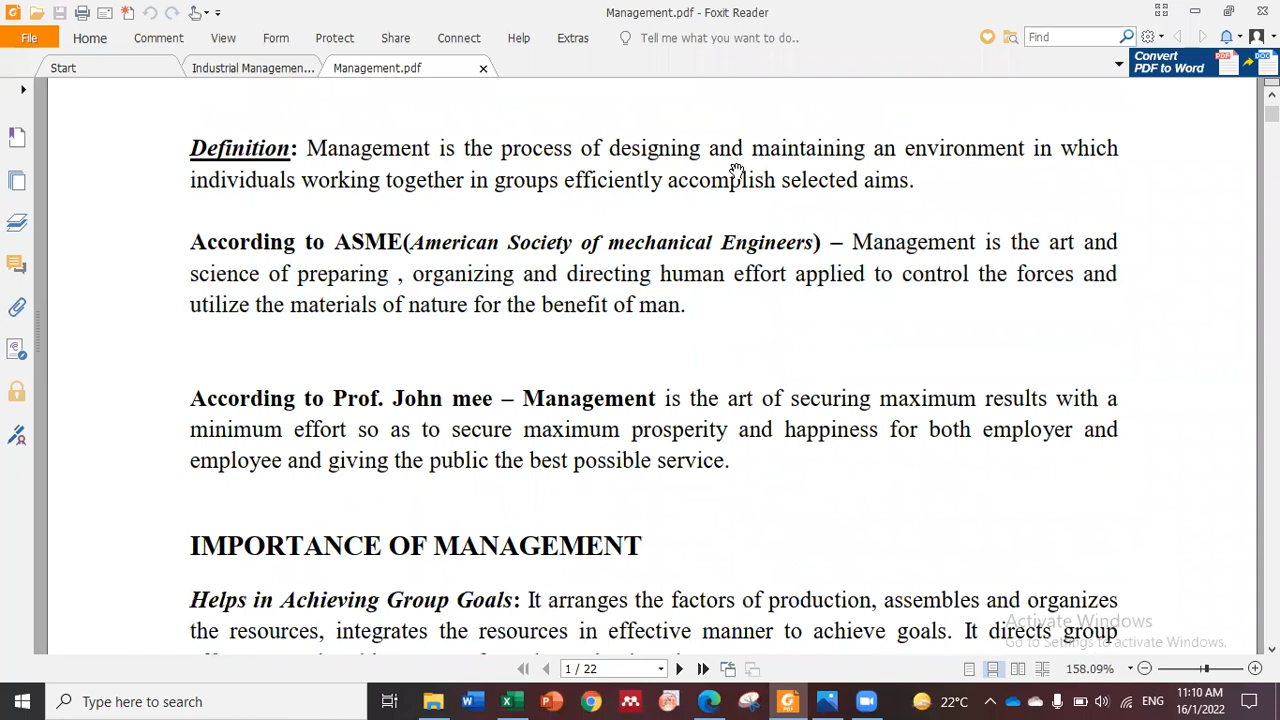 Management.pdf - Foxit Reader
File Home Comment View Form Protect Share Connect Help Extras Tell me what you want to do.. Find
Start Industrial Managemen... Management.pdf
Convert
PDF to Word
Definition: Management is the process of designing and maintaining an environment in which
individuals working together in groups efficiently accomplish selected aims.
According to ASME(American Society of mechanical Engineers) – Management is the art and
science of preparing , organizing and directing human effort applied to control the forces and
utilize the materials of nature for the benefit of man.
According to Prof. John mee – Management is the art of securing maximum results with a
minimum effort so as to secure maximum prosperity and happiness for both employer and
employee and giving the public the best possible service.
IMPORTANCE OF MANAGEMENT
Helps in Achieving Group Goals: It arranges the factors of production, assembles and organizes
the resources, integrates the resources in effective manner to achieve goals. It directs group
Activate Windows
Go to Settings to activate Windows.
1 / 22 158.09%
Type here to search 22°C ENG 11:10 AM
16/1/2022